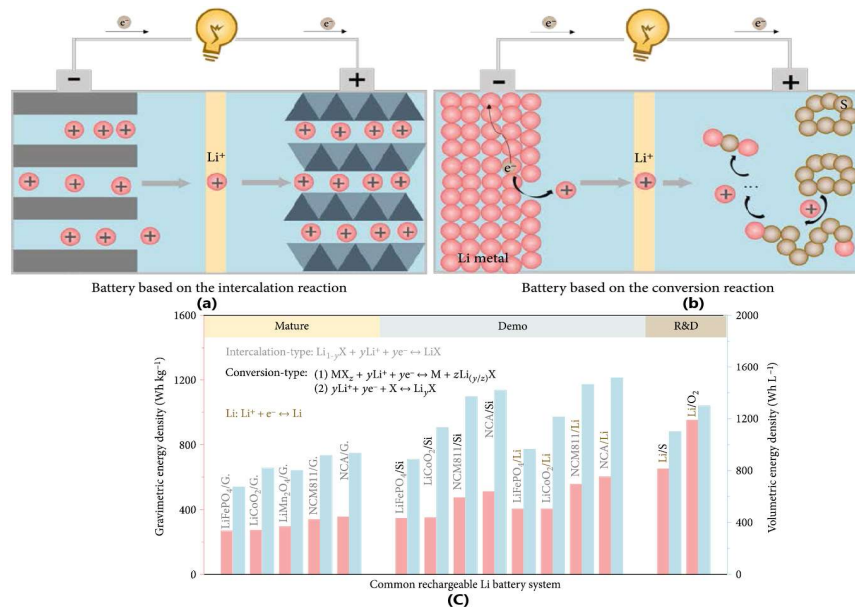 e⁻ e⁻
− +
Li⁺
Battery based on the intercalation reaction
(a)
e⁻ e⁻
− +
S
Li⁺
e⁻
...
Li metal
Battery based on the conversion reaction
(b)
Mature Demo R&D
Intercalation-type: Li₁₋yX + yLi⁺ + ye⁻ ↔ LiX
Conversion-type: (1) MXz + yLi⁺ + ye⁻ ↔ M + zLi(y/z)X
(2) yLi⁺+ ye⁻ + X ↔ LiyX
Li: Li⁺ + e⁻ ↔ Li
Gravimetric energy density (Wh kg⁻¹)
1600
1200
800
400
0
LiFePO₄/G.
LiCoO₂/G.
LiMn₂O₄/G.
NCM811/G.
NCA/G.
LiFePO₄/Si
LiCoO₂/Si
NCM811/Si
NCA/Si
LiFePO₄/Li
LiCoO₂/Li
NCM811/Li
NCA/Li
Li/S
Li/O₂
2000
1600
1200
800
400
0
Volumetric energy density (Wh L⁻¹)
Common rechargeable Li battery system
(C)